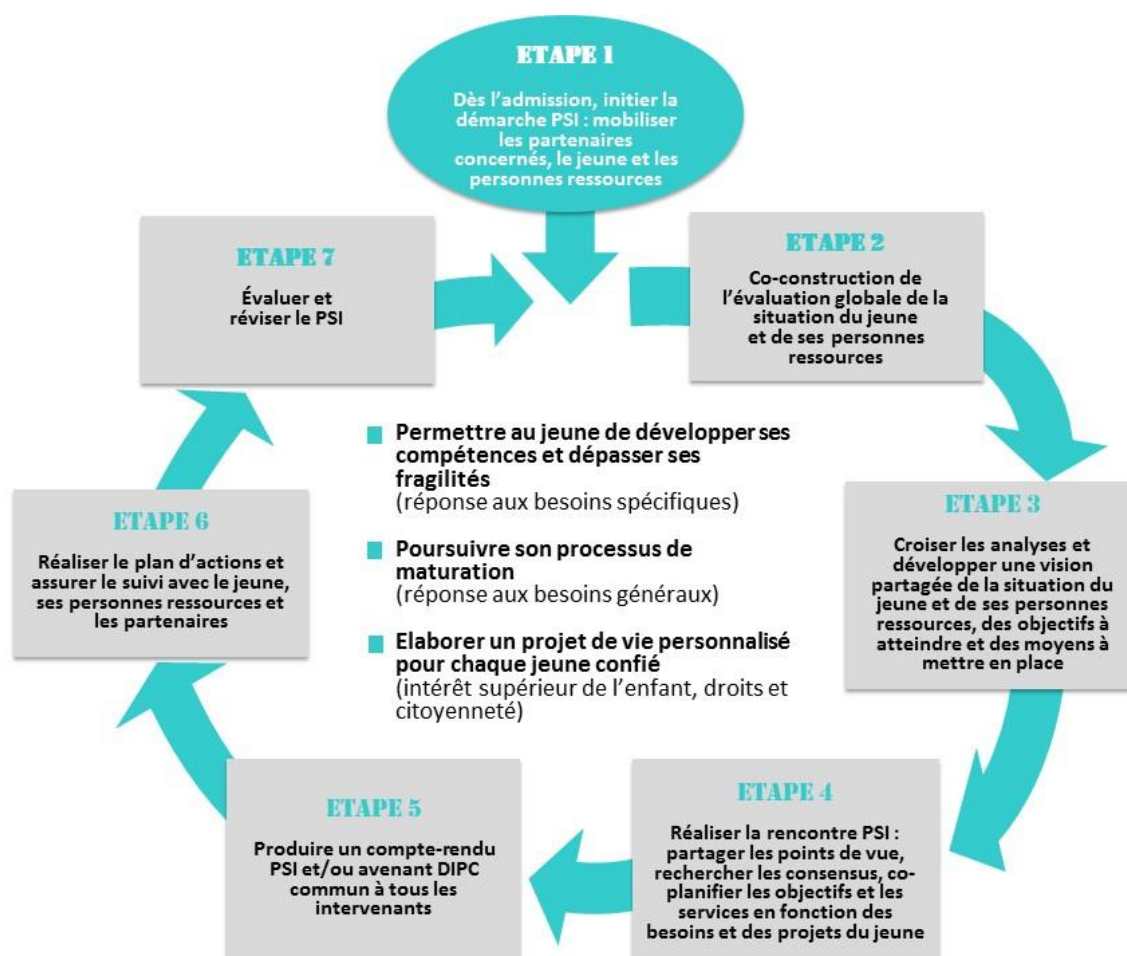 ETAPE 1
Dès l'admission, initier la
démarche PSI : mobiliser
les partenaires
concernés, le jeune et les
personnes ressources
ETAPE 2
Co-construction de
l'évaluation globale de la
situation du jeune
et de ses personnes
ressources
ETAPE 3
Croiser les analyses et
développer une vision
partagée de la situation du
jeune et de ses personnes
ressources, des objectifs à
atteindre et des moyens à
mettre en place
ETAPE 4
Réaliser la rencontre PSI :
partager les points de vue,
rechercher les consensus, co-
planifier les objectifs et les
services en fonction des
besoins et des projets du jeune
ETAPE 5
Produire un compte-rendu
PSI et/ou avenant DIPC
commun à tous les
intervenants
ETAPE 6
Réaliser le plan d'actions et
assurer le suivi avec le jeune,
ses personnes ressources et
les partenaires
ETAPE 7
Évaluer et
réviser le PSI
Permettre au jeune de développer ses
compétences et dépasser ses
fragilités
(réponse aux besoins spécifiques)
Poursuivre son processus de
maturation
(réponse aux besoins généraux)
Elaborer un projet de vie personnalisé
pour chaque jeune confié
(intérêt supérieur de l'enfant, droits et
citoyenneté)